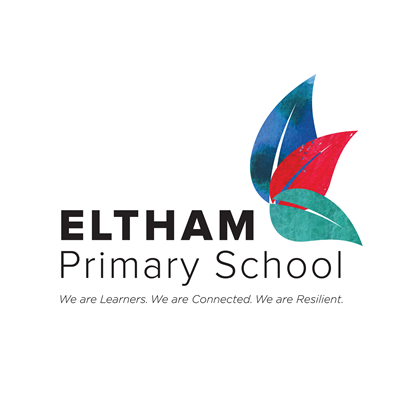 ELTHAM
Primary School
We are Learners. We are Connected. We are Resilient.